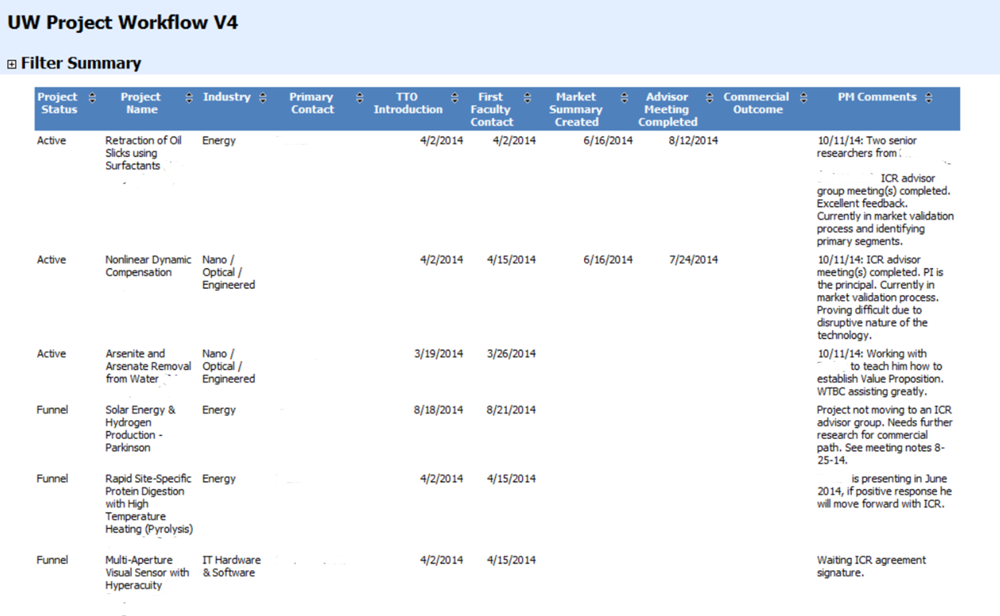 UW Project Workflow V4
Filter Summary
Project Status
Project Name
Industry
Primary Contact
TTO Introduction
First Faculty Contact
Market Summary Created
Advisor Meeting Completed
Commercial Outcome
PM Comments
Active
Retraction of Oil
Slicks using
Surfactants
Energy
4/2/2014
4/2/2014
6/16/2014
8/12/2014
10/11/14: Two senior
researchers from
ICR advisor
group meeting(s) completed.
Excellent feedback.
Currently in market validation
process and identifying
primary segments.
Active
Nonlinear Dynamic
Compensation
Nano /
Optical /
Engineered
4/2/2014
4/15/2014
6/16/2014
7/24/2014
10/11/14: ICR advisor
meeting(s) completed. PI is
the principal. Currently in
market validation process.
Proving difficult due to
disruptive nature of the
technology.
Active
Arsenite and
Arsenate Removal
from Water
Nano /
Optical /
Engineered
3/19/2014
3/26/2014
10/11/14: Working with
to teach him how to
establish Value Proposition.
WTBC assisting greatly.
Funnel
Solar Energy &
Hydrogen
Production -
Parkinson
Energy
8/18/2014
8/21/2014
Project not moving to an ICR
advisor group. Needs further
research for commercial
path. See meeting notes 8-
25-14.
Funnel
Rapid Site-Specific
Protein Digestion
with High
Temperature
Heating (Pyrolysis)
Energy
4/2/2014
4/15/2014
is presenting in June
2014, if positive response he
will move forward with ICR.
Funnel
Multi-Aperture
Visual Sensor with
Hyperacuity
IT Hardware
& Software
4/2/2014
4/15/2014
Waiting ICR agreement
signature.